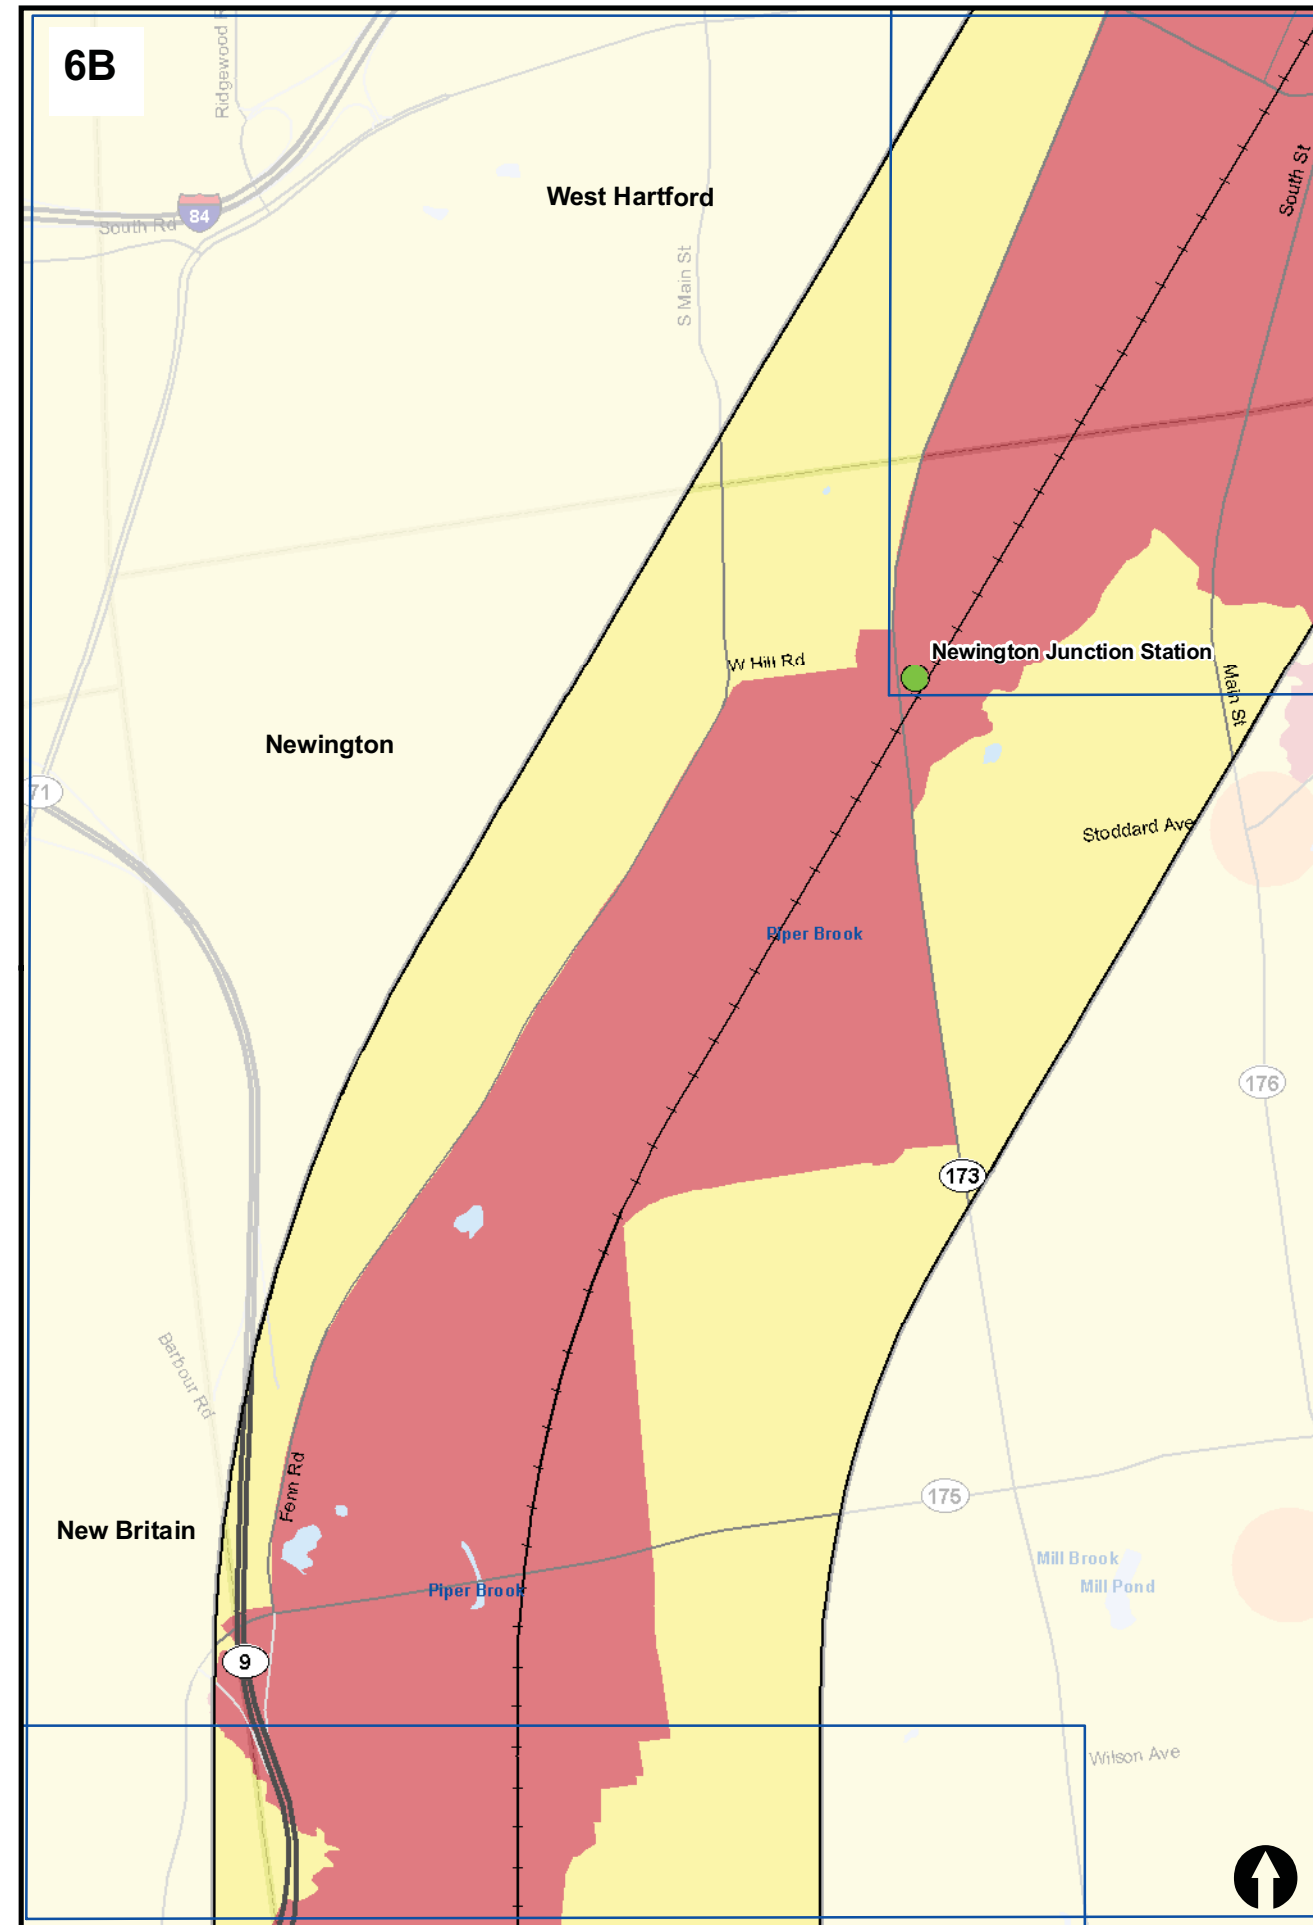 6B
Ridgewood
West Hartford
South St
84
South Rd
S Main St
Newington Junction Station
W Hill Rd
Main St
Newington
71
Stoddard Ave
Piper Brook
176
173
Barbour Rd
Fenn Rd
175
New Britain
Mill Brook
Mill Pond
Piper Brook
9
Wilson Ave